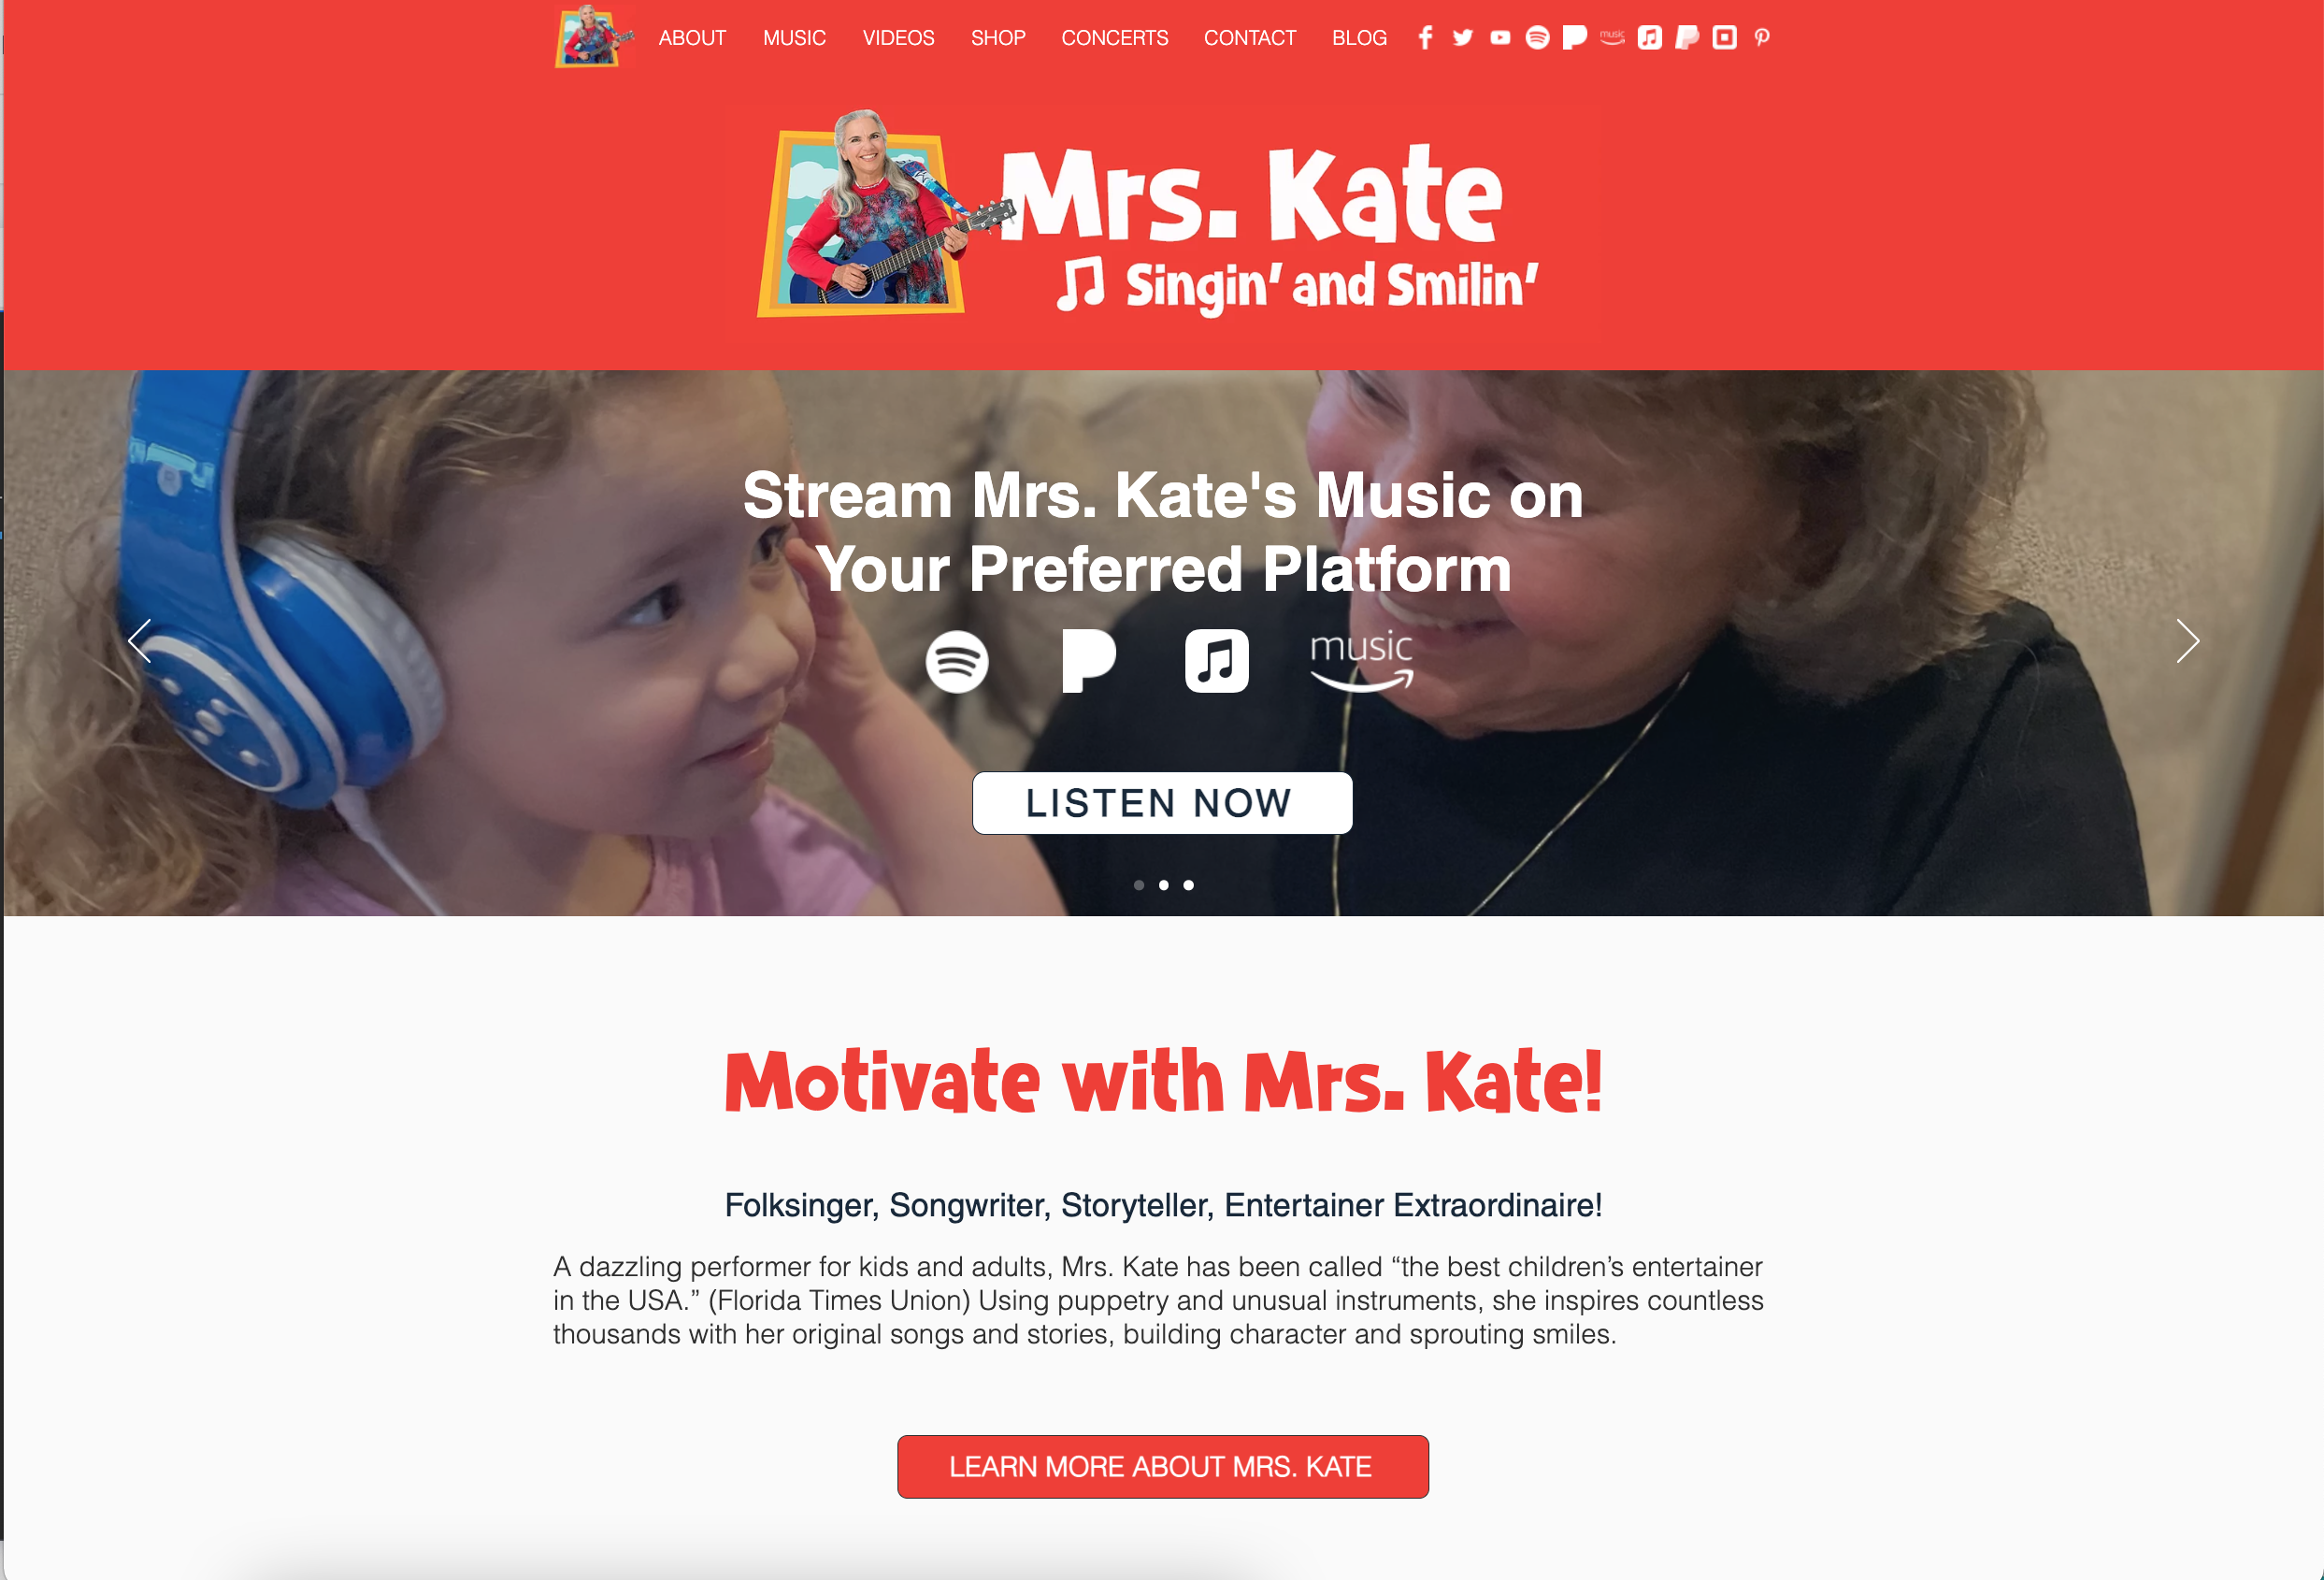 ABOUT MUSIC VIDEOS SHOP CONCERTS CONTACT BLOG music
Mrs. Kate
Singin’ and Smilin’
Stream Mrs. Kate's Music on
Your Preferred Platform
music
LISTEN NOW
Motivate with Mrs. Kate!
Folksinger, Songwriter, Storyteller, Entertainer Extraordinaire!
A dazzling performer for kids and adults, Mrs. Kate has been called “the best children’s entertainer
in the USA.” (Florida Times Union) Using puppetry and unusual instruments, she inspires countless
thousands with her original songs and stories, building character and sprouting smiles.
LEARN MORE ABOUT MRS. KATE